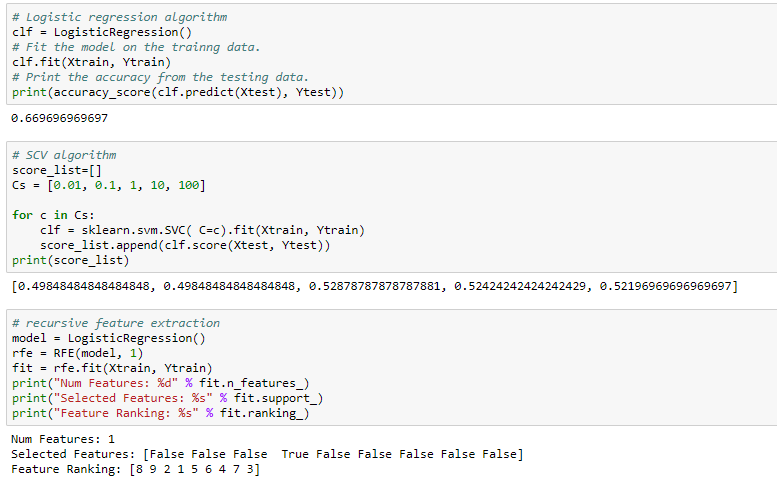 # Logistic regression algorithm
clf = LogisticRegression()
# Fit the model on the trainng data.
clf.fit(Xtrain, Ytrain)
# Print the accuracy from the testing data.
print(accuracy_score(clf.predict(Xtest), Ytest))
0.669696969697
# SCV algorithm
score_list=[]
Cs = [0.01, 0.1, 1, 10, 100]
for c in Cs:
    clf = sklearn.svm.SVC( C=c).fit(Xtrain, Ytrain)
    score_list.append(clf.score(Xtest, Ytest))
print(score_list)
[0.49848484848484848, 0.49848484848484848, 0.52878787878787881, 0.52424242424242429, 0.52196969696969697]
# recursive feature extraction
model = LogisticRegression()
rfe = RFE(model, 1)
fit = rfe.fit(Xtrain, Ytrain)
print("Num Features: %d" % fit.n_features_)
print("Selected Features: %s" % fit.support_)
print("Feature Ranking: %s" % fit.ranking_)
Num Features: 1
Selected Features: [False False False  True False False False False False]
Feature Ranking: [8 9 2 1 5 6 4 7 3]